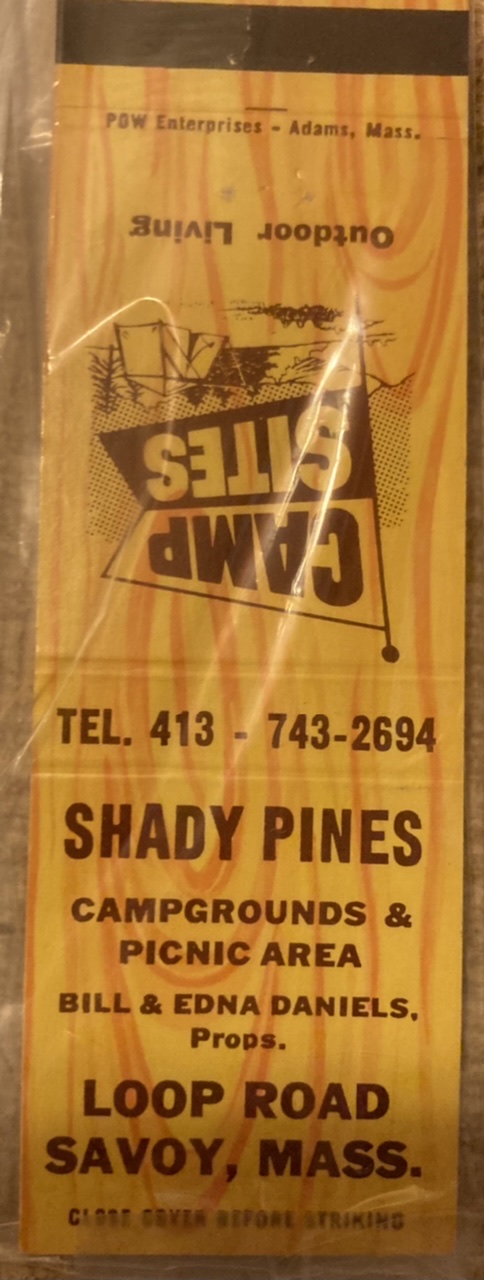 POW Enterprises - Adams, Mass.
Outdoor Living
CAMP
SITES
TEL. 413 - 743-2694
SHADY PINES
CAMPGROUNDS &
PICNIC AREA
BILL & EDNA DANIELS,
Props.
LOOP ROAD
SAVOY, MASS.
CLOSE COVER BEFORE STRIKING